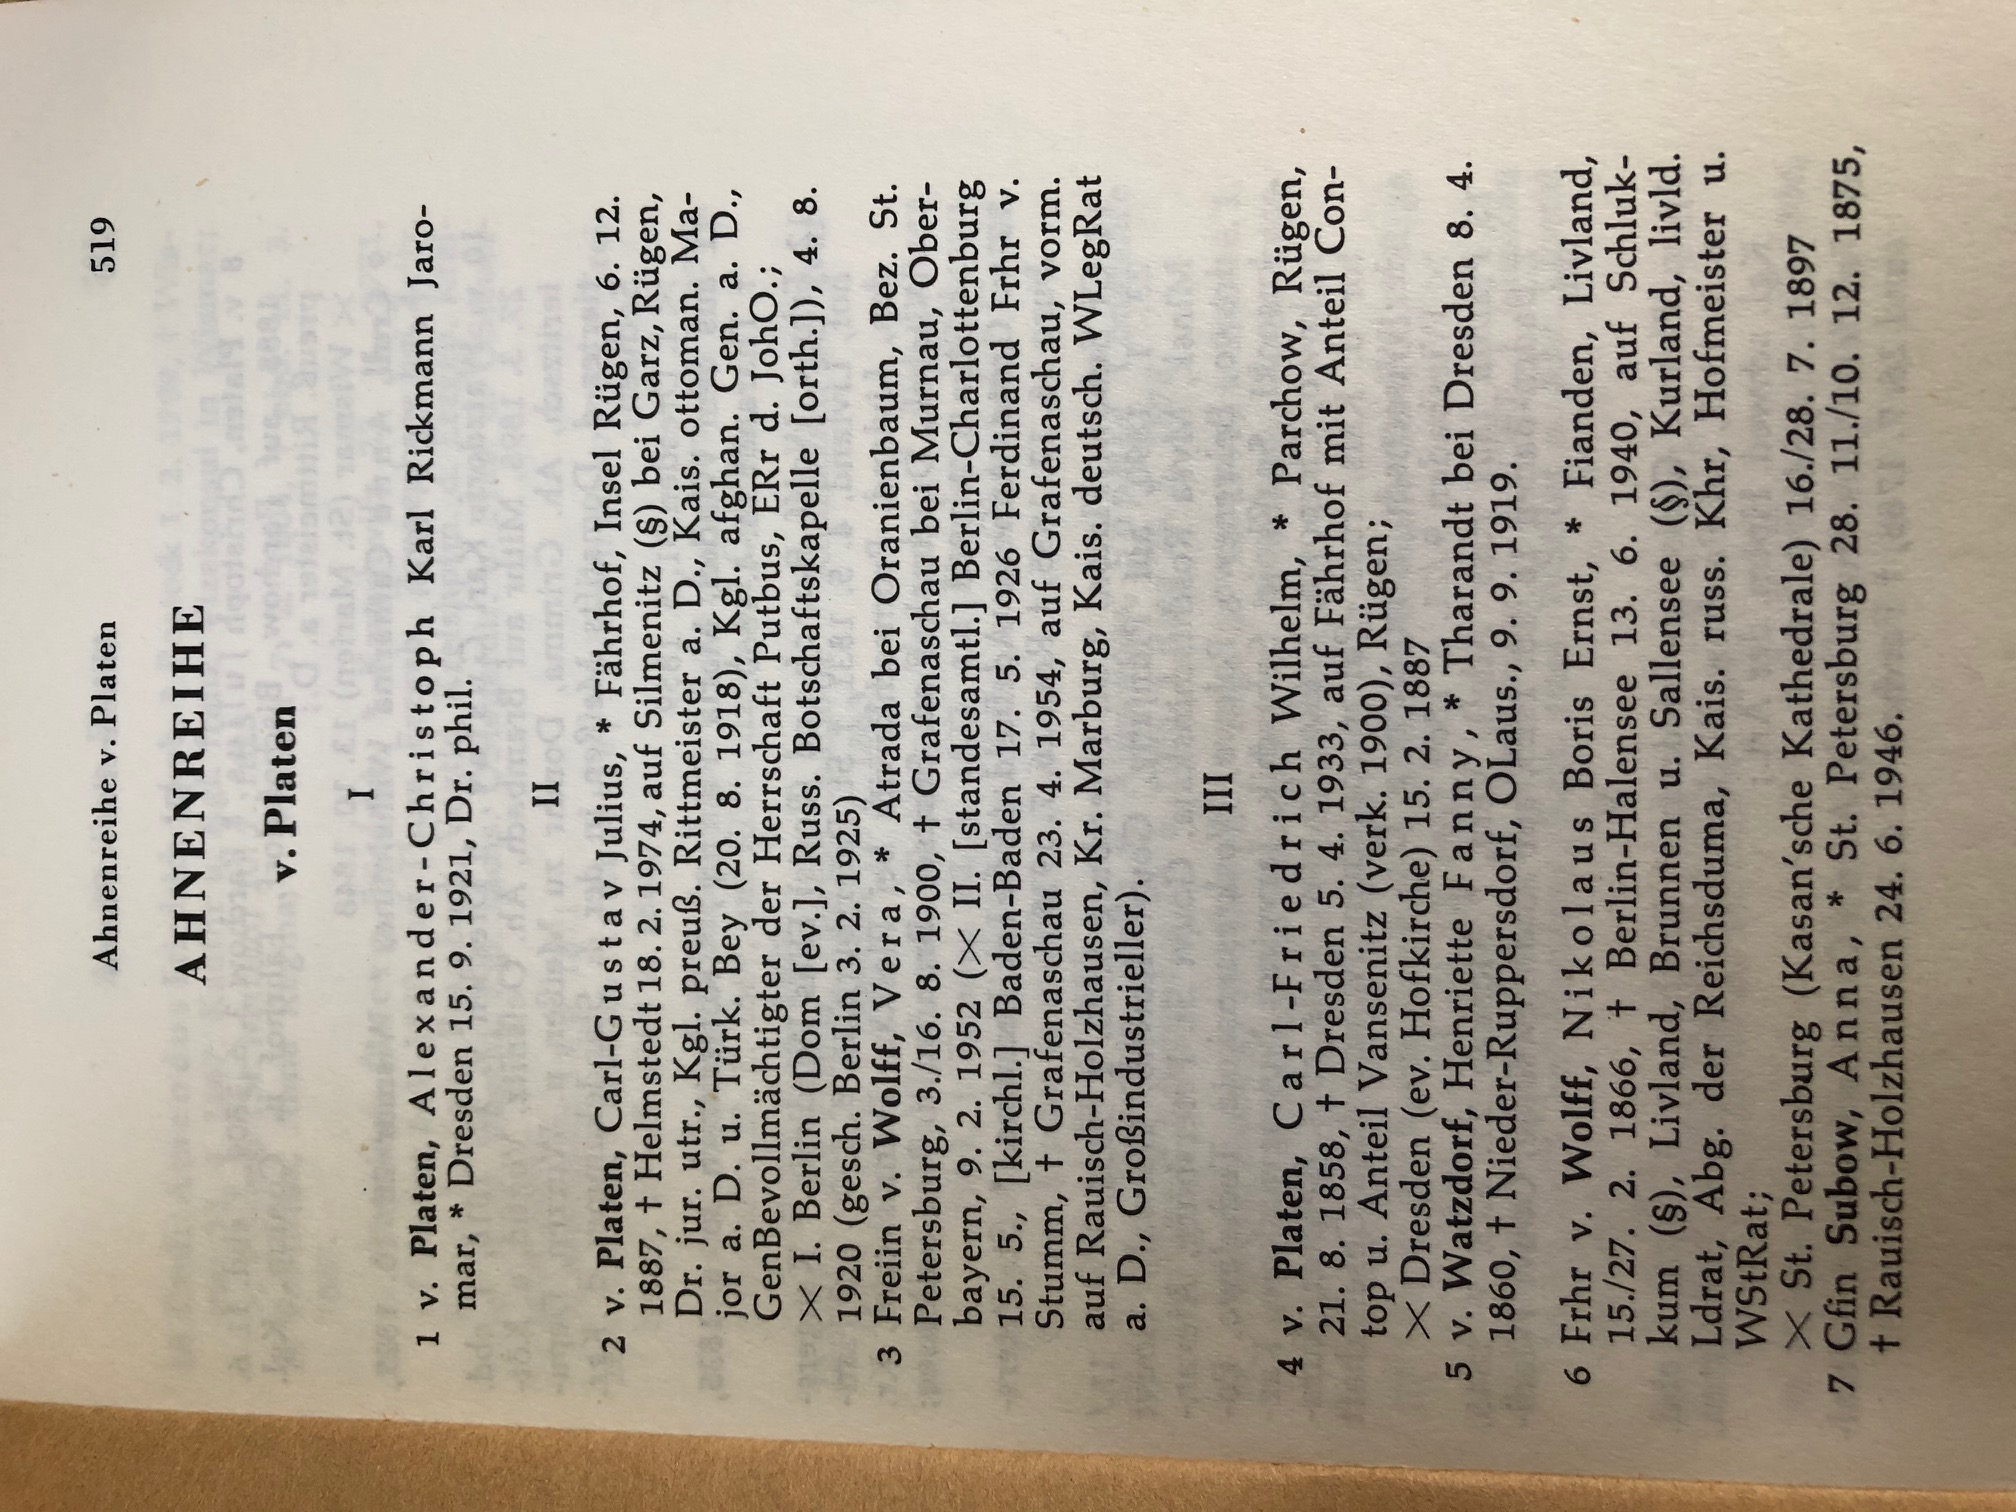 Ahnenreihe v. Platen 519
AHNENREIHE
v. Platen
I
1 v. Platen, Alexander-Christoph Karl Rickmann Jaro-
mar, * Dresden 15. 9. 1921, Dr. phil.
II
2 v. Platen, Carl-Gustav Julius, * Fährhof, Insel Rügen, 6. 12.
1887, † Helmstedt 18. 2. 1974, auf Silmenitz (§) bei Garz, Rügen,
Dr. jur. utr., Kgl. preuß. Rittmeister a. D., Kais. ottoman. Ma-
jor a. D. u. Türk. Bey (20. 8. 1918), Kgl. afghan. Gen. a. D.,
GenBevollmächtigter der Herrschaft Putbus, ERr d. JohO.;
× I. Berlin (Dom [ev.], Russ. Botschaftskapelle [orth.]), 4. 8.
1920 (gesch. Berlin 3. 2. 1925)
3 Freiin v. Wolff, Vera, * Atrada bei Oranienbaum, Bez. St.
Petersburg, 3./16. 8. 1900, † Grafenaschau bei Murnau, Ober-
bayern, 9. 2. 1952 (× II. [standesamtl.] Berlin-Charlottenburg
15. 5., [kirchl.] Baden-Baden 17. 5. 1926 Ferdinand Frhr v.
Stumm, † Grafenaschau 23. 4. 1954, auf Grafenaschau, vorm.
auf Rauisch-Holzhausen, Kr. Marburg, Kais. deutsch. WLegRat
a. D., Großindustrieller).
III
4 v. Platen, Carl-Friedrich Wilhelm, * Parchow, Rügen,
21. 8. 1858, † Dresden 5. 4. 1933, auf Fährhof mit Anteil Con-
top u. Anteil Vansenitz (verk. 1900), Rügen;
× Dresden (ev. Hofkirche) 15. 2. 1887
5 v. Watzdorf, Henriette Fanny, * Tharandt bei Dresden 8. 4.
1860, † Nieder-Ruppersdorf, OLaus., 9. 9. 1919.
6 Frhr v. Wolff, Nikolaus Boris Ernst, * Fianden, Livland,
15./27. 2. 1866, † Berlin-Halensee 13. 6. 1940, auf Schluk-
kum (§), Livland, Brunnen u. Sallensee (§), Kurland, livld.
Ldrat, Abg. der Reichsduma, Kais. russ. Khr, Hofmeister u.
WStRat;
× St. Petersburg (Kasan'sche Kathedrale) 16./28. 7. 1897
7 Gfin Subow, Anna, * St. Petersburg 28. 11./10. 12. 1875,
† Rauisch-Holzhausen 24. 6. 1946.